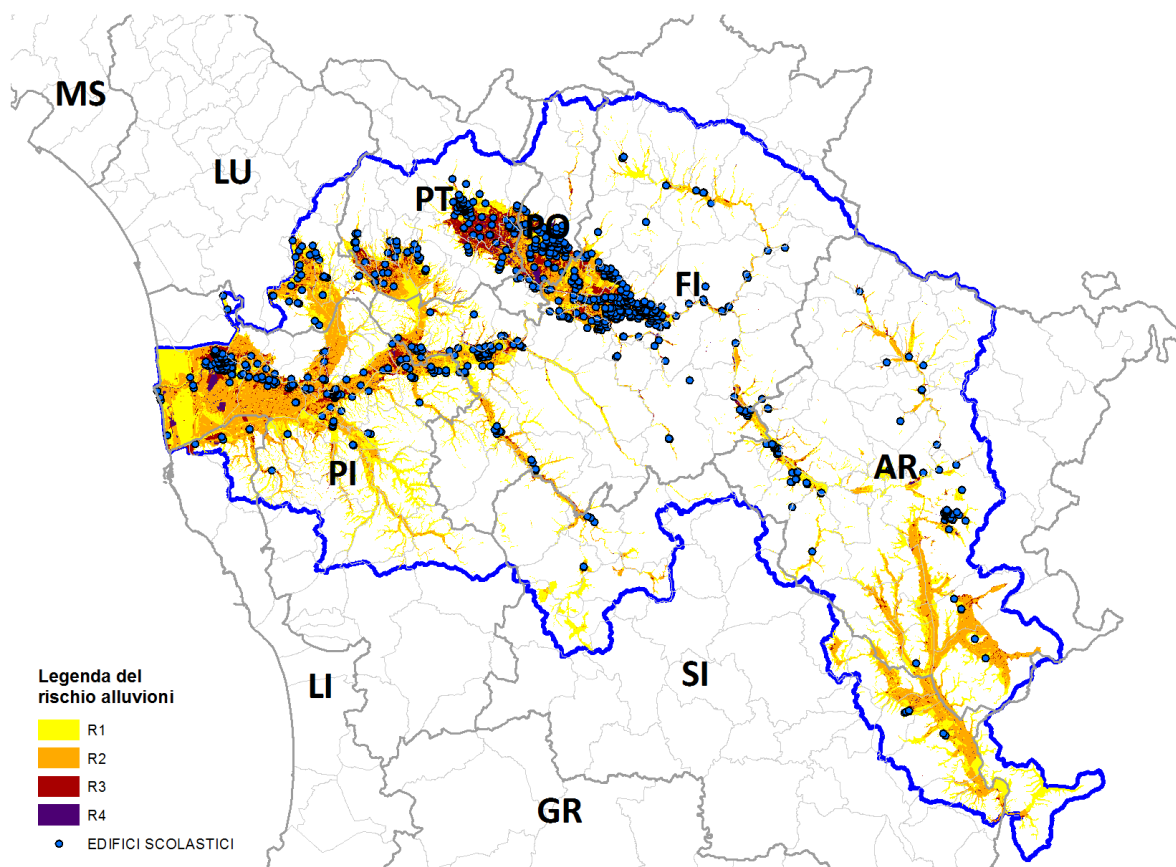 MS
LU
PT
PO
FI
AR
PI
LI
SI
GR
Legenda del
rischio alluvioni
R1
R2
R3
R4
EDIFICI SCOLASTICI